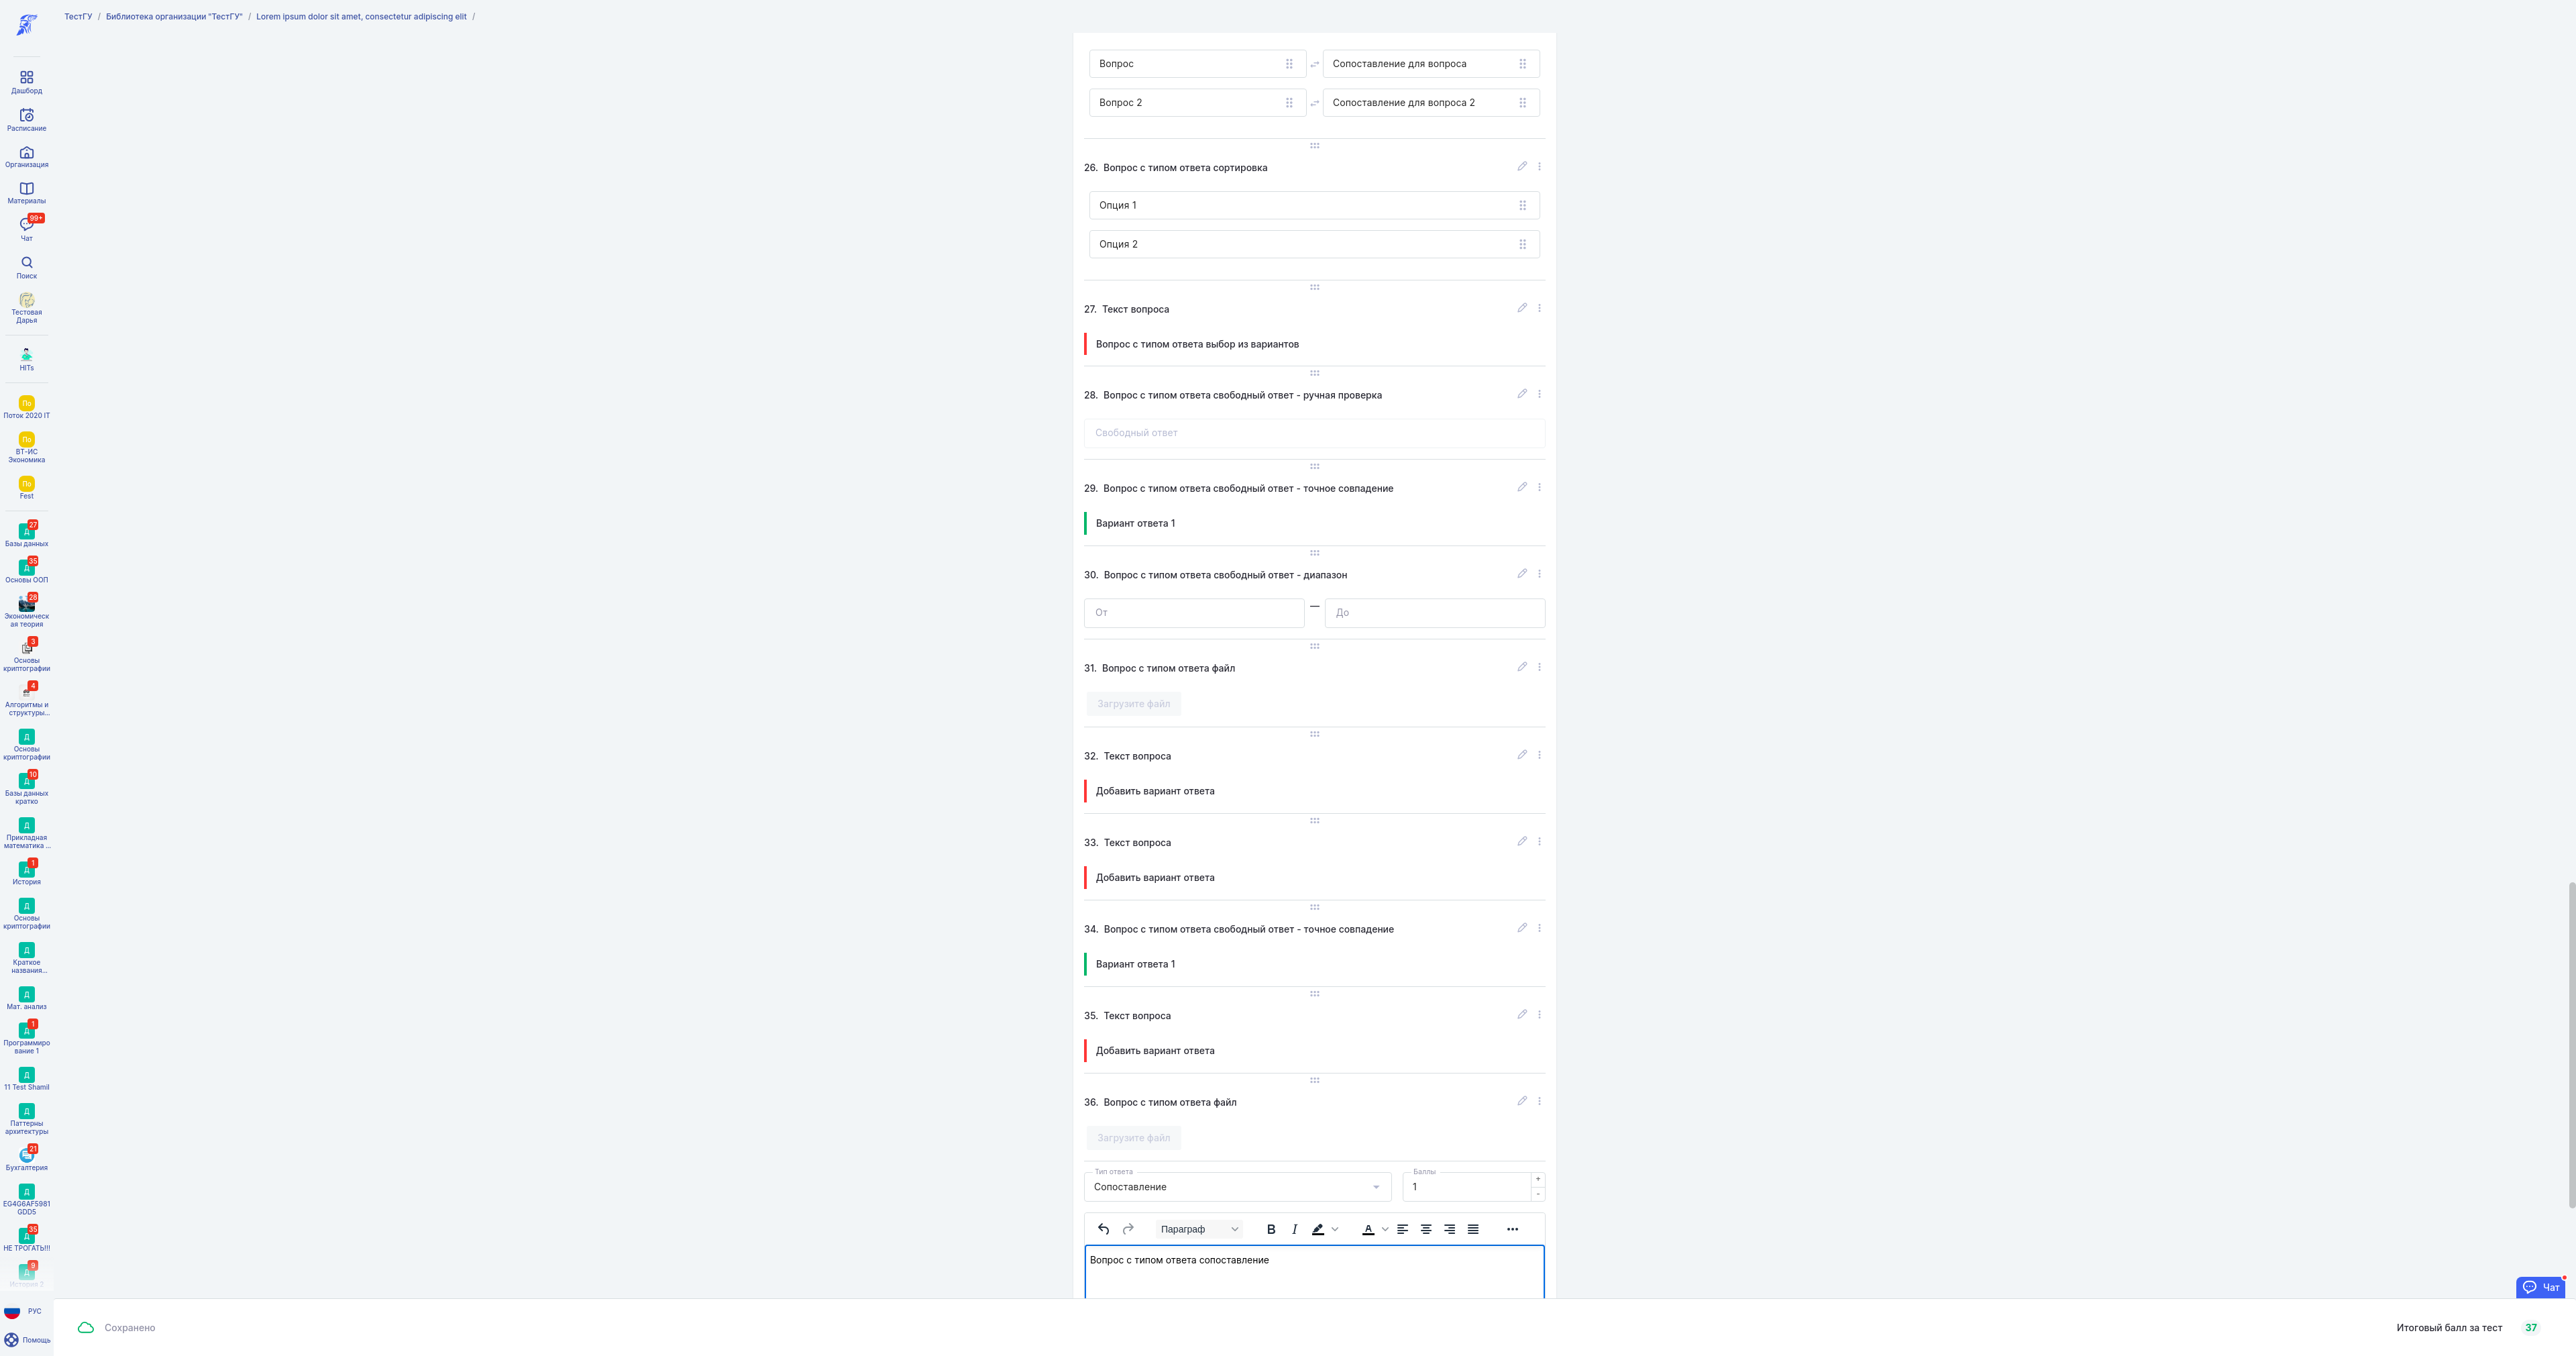 ТестГУ / Библиотека организации "ТестГУ" / Lorem ipsum dolor sit amet, consectetur adipiscing elit /
Дашборд
Расписание
Организация
Материалы
99+
Чат
Поиск
Тестовая
Дарья
HITs
По
Поток 2020 IT
По
ВТ-ИС
Экономика
По
Fest
27
Д
Базы данных
35
Д
Основы ООП
28
Экономическ
ая теория
3
Основы
криптографии
4
Алгоритмы и
структуры...
Д
Основы
криптографии
10
Д
Базы данных
кратко
Д
Прикладная
математика ...
1
Д
История
Д
Основы
криптографии
Д
Краткое
названия...
Д
Мат. анализ
1
Д
Программиро
вание 1
Д
11 Test Shamil
Д
Паттерны
архитектуры
21
Бухгалтерия
Д
EG4G6AF5981
GDD5
35
Д
НЕ ТРОГАТЬ!!!
9
Д
История 2
РУС
Помощь
Вопрос
Сопоставление для вопроса
Вопрос 2
Сопоставление для вопроса 2
26. Вопрос с типом ответа сортировка
Опция 1
Опция 2
27. Текст вопроса
Вопрос с типом ответа выбор из вариантов
28. Вопрос с типом ответа свободный ответ - ручная проверка
Свободный ответ
29. Вопрос с типом ответа свободный ответ - точное совпадение
Вариант ответа 1
30. Вопрос с типом ответа свободный ответ - диапазон
От — До
31. Вопрос с типом ответа файл
Загрузите файл
32. Текст вопроса
Добавить вариант ответа
33. Текст вопроса
Добавить вариант ответа
34. Вопрос с типом ответа свободный ответ - точное совпадение
Вариант ответа 1
35. Текст вопроса
Добавить вариант ответа
36. Вопрос с типом ответа файл
Загрузите файл
Тип ответа
Сопоставление
Баллы
1
+
-
Параграф
B I A
Вопрос с типом ответа сопоставление
Чат
Сохранено
Итоговый балл за тест 37